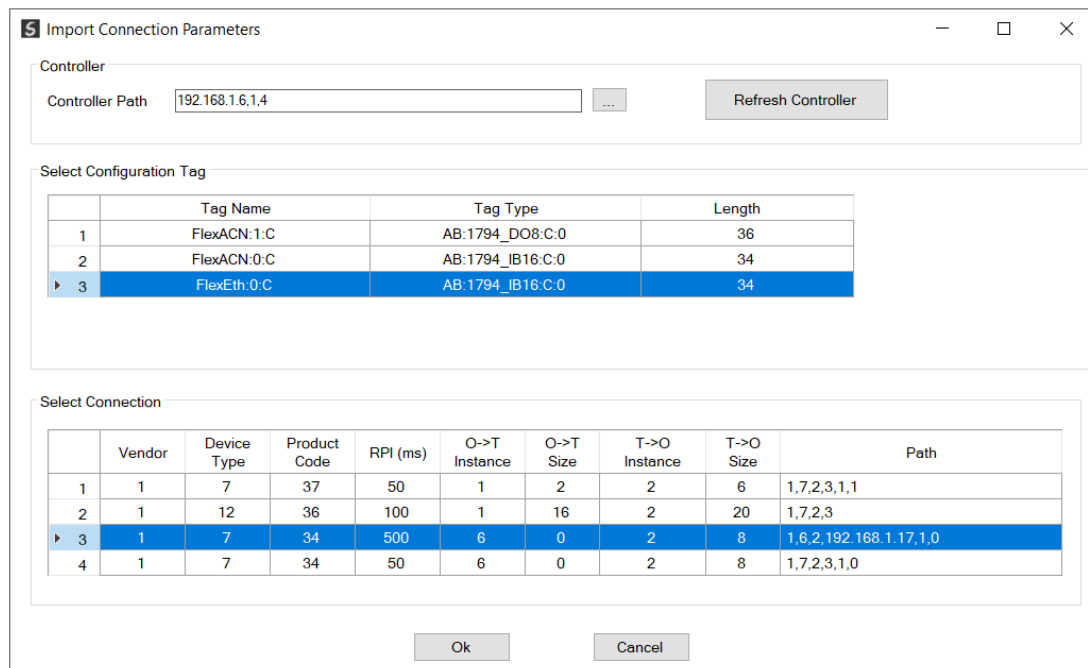 Import Connection Parameters
Controller
Controller Path 192.168.1.6,1,4 ... Refresh Controller
Select Configuration Tag
Tag Name Tag Type Length
1 FlexACN:1:C AB:1794_DO8:C:0 36
2 FlexACN:0:C AB:1794_IB16:C:0 34
3 FlexEth:0:C AB:1794_IB16:C:0 34
Select Connection
Vendor Device Type Product Code RPI (ms) O->T Instance O->T Size T->O Instance T->O Size Path
1 1 7 37 50 1 2 2 6 1,7,2,3,1,1
2 1 12 36 100 1 16 2 20 1,7,2,3
3 1 7 34 500 6 0 2 8 1,6,2,192.168.1.17,1,0
4 1 7 34 50 6 0 2 8 1,7,2,3,1,0
Ok Cancel